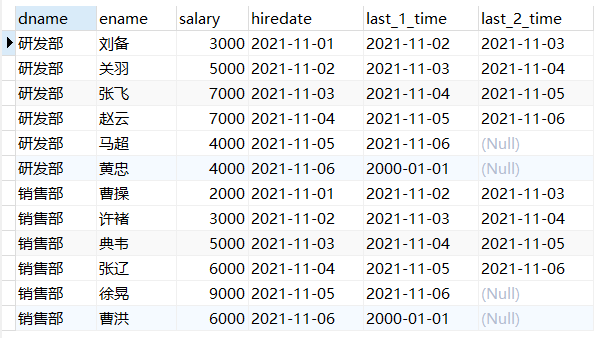 dname ename salary hiredate last_1_time last_2_time
研发部 刘备 3000 2021-11-01 2021-11-02 2021-11-03
研发部 关羽 5000 2021-11-02 2021-11-03 2021-11-04
研发部 张飞 7000 2021-11-03 2021-11-04 2021-11-05
研发部 赵云 7000 2021-11-04 2021-11-05 2021-11-06
研发部 马超 4000 2021-11-05 2021-11-06 (Null)
研发部 黄忠 4000 2021-11-06 2000-01-01 (Null)
销售部 曹操 2000 2021-11-01 2021-11-02 2021-11-03
销售部 许褚 3000 2021-11-02 2021-11-03 2021-11-04
销售部 典韦 5000 2021-11-03 2021-11-04 2021-11-05
销售部 张辽 6000 2021-11-04 2021-11-05 2021-11-06
销售部 徐晃 9000 2021-11-05 2021-11-06 (Null)
销售部 曹洪 6000 2021-11-06 2000-01-01 (Null)